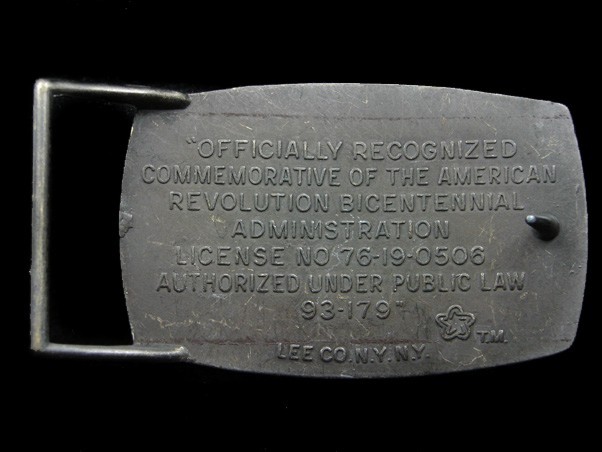 "OFFICIALLY RECOGNIZED
COMMEMORATIVE OF THE AMERICAN
REVOLUTION BICENTENNIAL
ADMINISTRATION
LICENSE NO 76-19-0506
AUTHORIZED UNDER PUBLIC LAW
93-179"
T.M.
LEE CO. N.Y. N.Y.